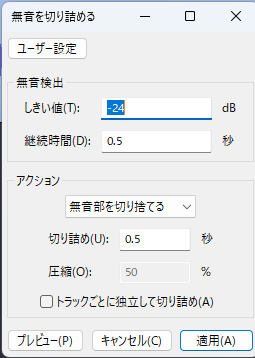 無音を切り詰める
ユーザー設定
無音検出
しきい値(T): -24 dB
継続時間(D): 0.5 秒
アクション
無音部を切り捨てる
切り詰め(U): 0.5 秒
圧縮(O): 50 %
トラックごとに独立して切り詰め(A)
プレビュー(P) キャンセル(C) 適用(A)